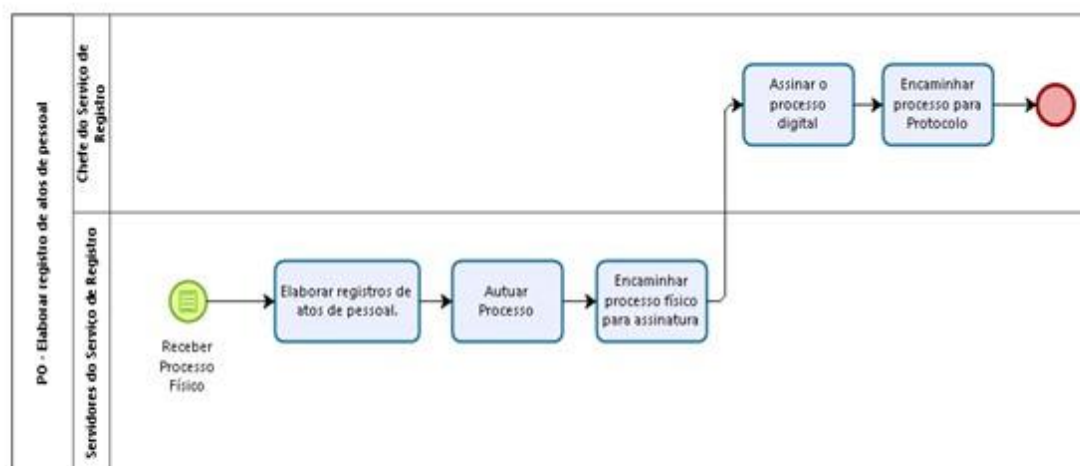 PO - Elaborar registro de atos de pessoal
Chefe do Serviço de
Registro
Assinar o
processo
digital
Encaminhar
processo para
Protocolo
Servidores do Serviço de Registro
Receber
Processo
Físico
Elaborar registros de
atos de pessoal.
Autuar
Processo
Encaminhar
processo físico
para assinatura